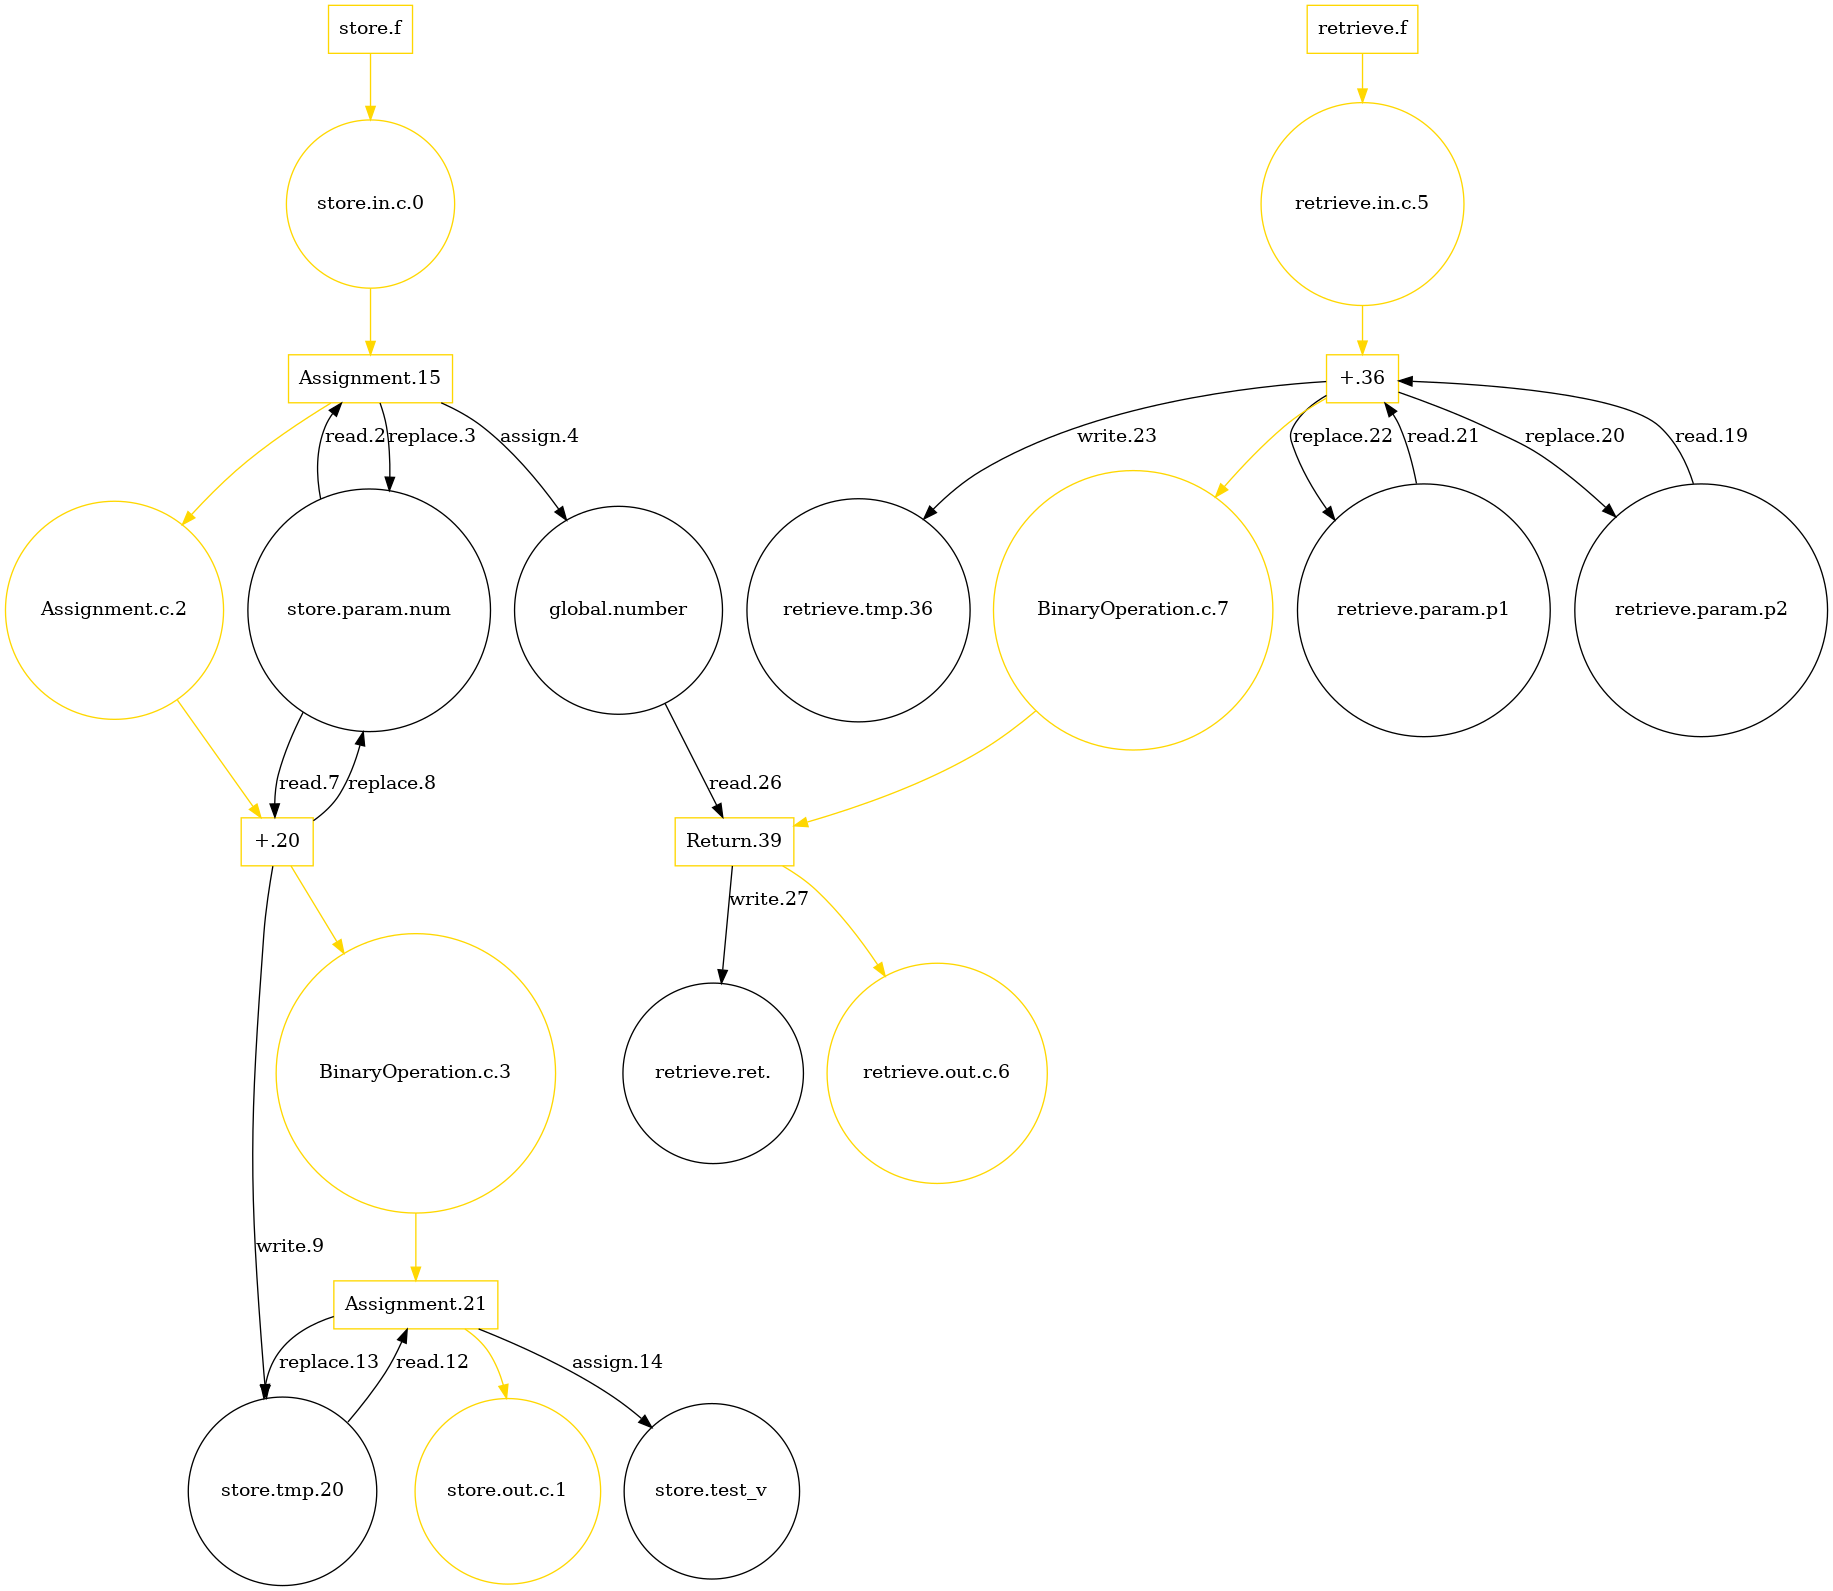 store.f
retrieve.f
store.in.c.0
retrieve.in.c.5
Assignment.15
+.36
read.2
replace.3
assign.4
write.23
replace.22
read.21
replace.20
read.19
Assignment.c.2
store.param.num
global.number
retrieve.tmp.36
BinaryOperation.c.7
retrieve.param.p1
retrieve.param.p2
read.7
replace.8
read.26
+.20
Return.39
write.27
BinaryOperation.c.3
retrieve.ret.
retrieve.out.c.6
write.9
Assignment.21
replace.13
read.12
assign.14
store.tmp.20
store.out.c.1
store.test_v